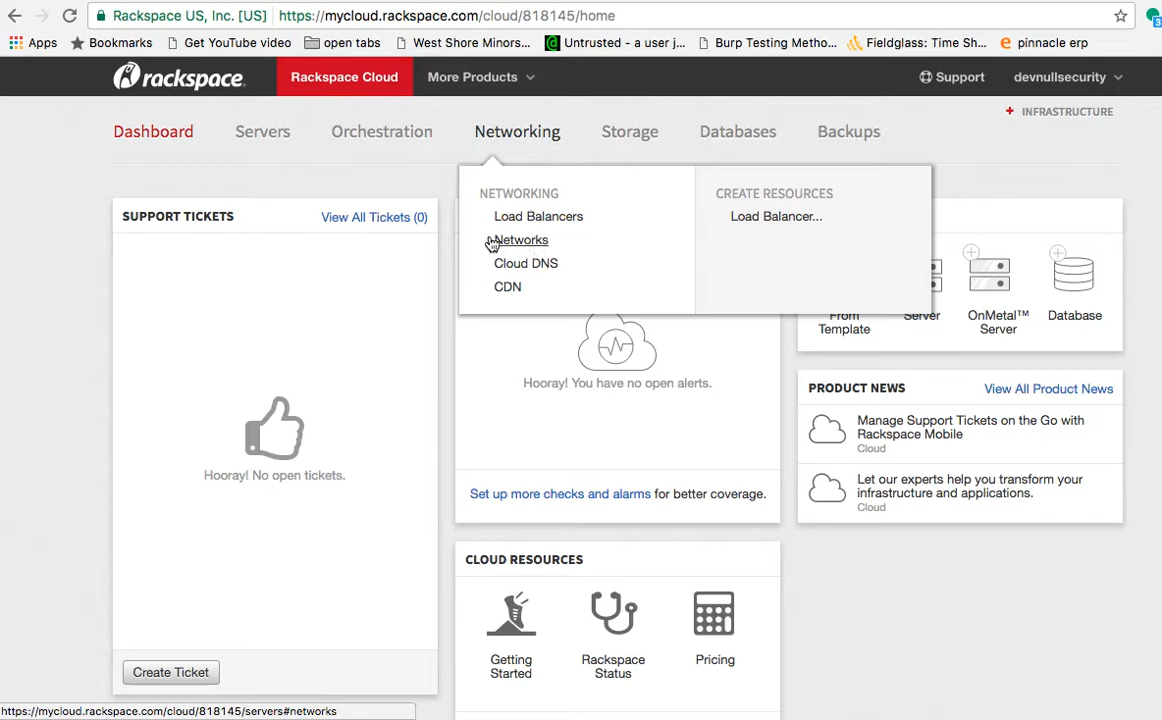 Rackspace US, Inc. [US]
https://mycloud.rackspace.com/cloud/818145/home
Apps
Bookmarks
Get YouTube video
open tabs
West Shore Minors...
Untrusted - a user j...
Burp Testing Metho...
Fieldglass: Time Sh...
pinnacle erp
rackspace
Rackspace Cloud
More Products
Support
devnullsecurity
+ INFRASTRUCTURE
Dashboard
Servers
Orchestration
Networking
Storage
Databases
Backups
NETWORKING
Load Balancers
Networks
Cloud DNS
CDN
CREATE RESOURCES
Load Balancer...
SUPPORT TICKETS
View All Tickets (0)
Hooray! No open tickets.
Create Ticket
Hooray! You have no open alerts.
Set up more checks and alarms for better coverage.
From
Template
Server
OnMetal™
Server
Database
PRODUCT NEWS
View All Product News
Manage Support Tickets on the Go with
Rackspace Mobile
Cloud
Let our experts help you transform your
infrastructure and applications.
Cloud
CLOUD RESOURCES
Getting
Started
Rackspace
Status
Pricing
https://mycloud.rackspace.com/cloud/818145/servers#networks